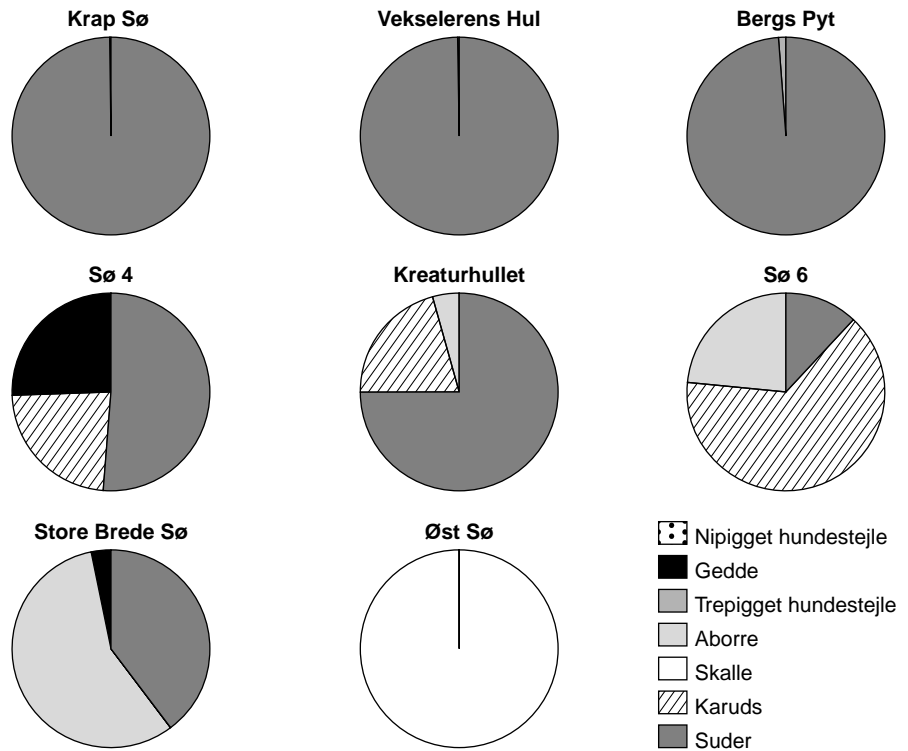 Krap Sø
Vekselerens Hul
Bergs Pyt
Sø 4
Kreaturhullet
Sø 6
Store Brede Sø
Øst Sø
Nipigget hundestejle
Gedde
Trepigget hundestejle
Aborre
Skalle
Karuds
Suder